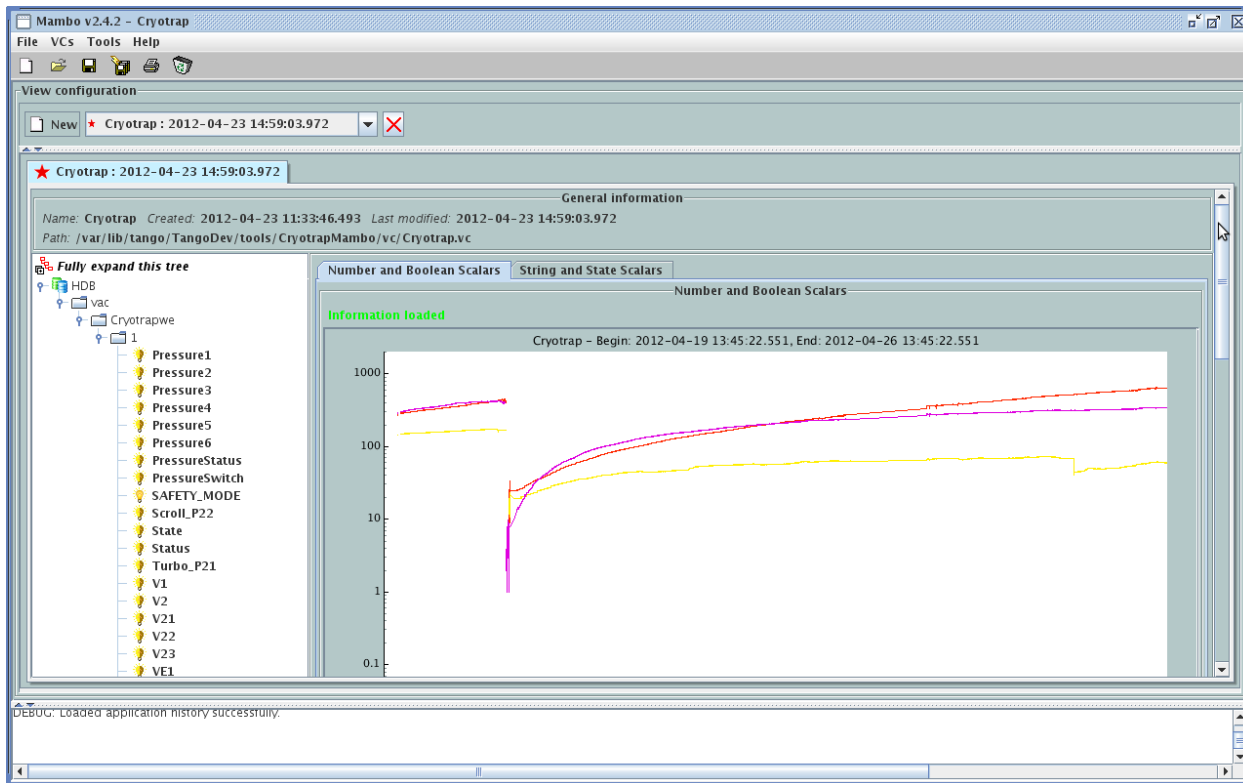 Mambo v2.4.2 - Cryotrap
File VCs Tools Help
View configuration
New Cryotrap : 2012-04-23 14:59:03.972
Cryotrap : 2012-04-23 14:59:03.972
General information
Name: Cryotrap Created: 2012-04-23 11:33:46.493 Last modified: 2012-04-23 14:59:03.972
Path: /var/lib/tango/TangoDev/tools/CryotrapMambo/vc/Cryotrap.vc
Fully expand this tree
HDB
vac
Cryotrapwe
1
Pressure1
Pressure2
Pressure3
Pressure4
Pressure5
Pressure6
PressureStatus
PressureSwitch
SAFETY_MODE
Scroll_P22
State
Status
Turbo_P21
V1
V2
V21
V22
V23
VE1
Number and Boolean Scalars String and State Scalars
Number and Boolean Scalars
Information loaded
Cryotrap - Begin: 2012-04-19 13:45:22.551, End: 2012-04-26 13:45:22.551
1000
100
10
1
0.1
DEBUG: Loaded application history successfully.